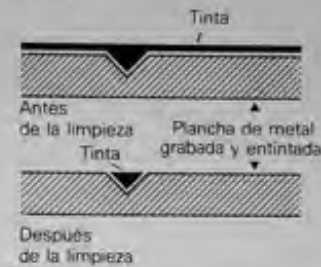 Tinta
Antes
de la limpieza
Plancha de metal
grabada y entintada
Tinta
Después
de la limpieza